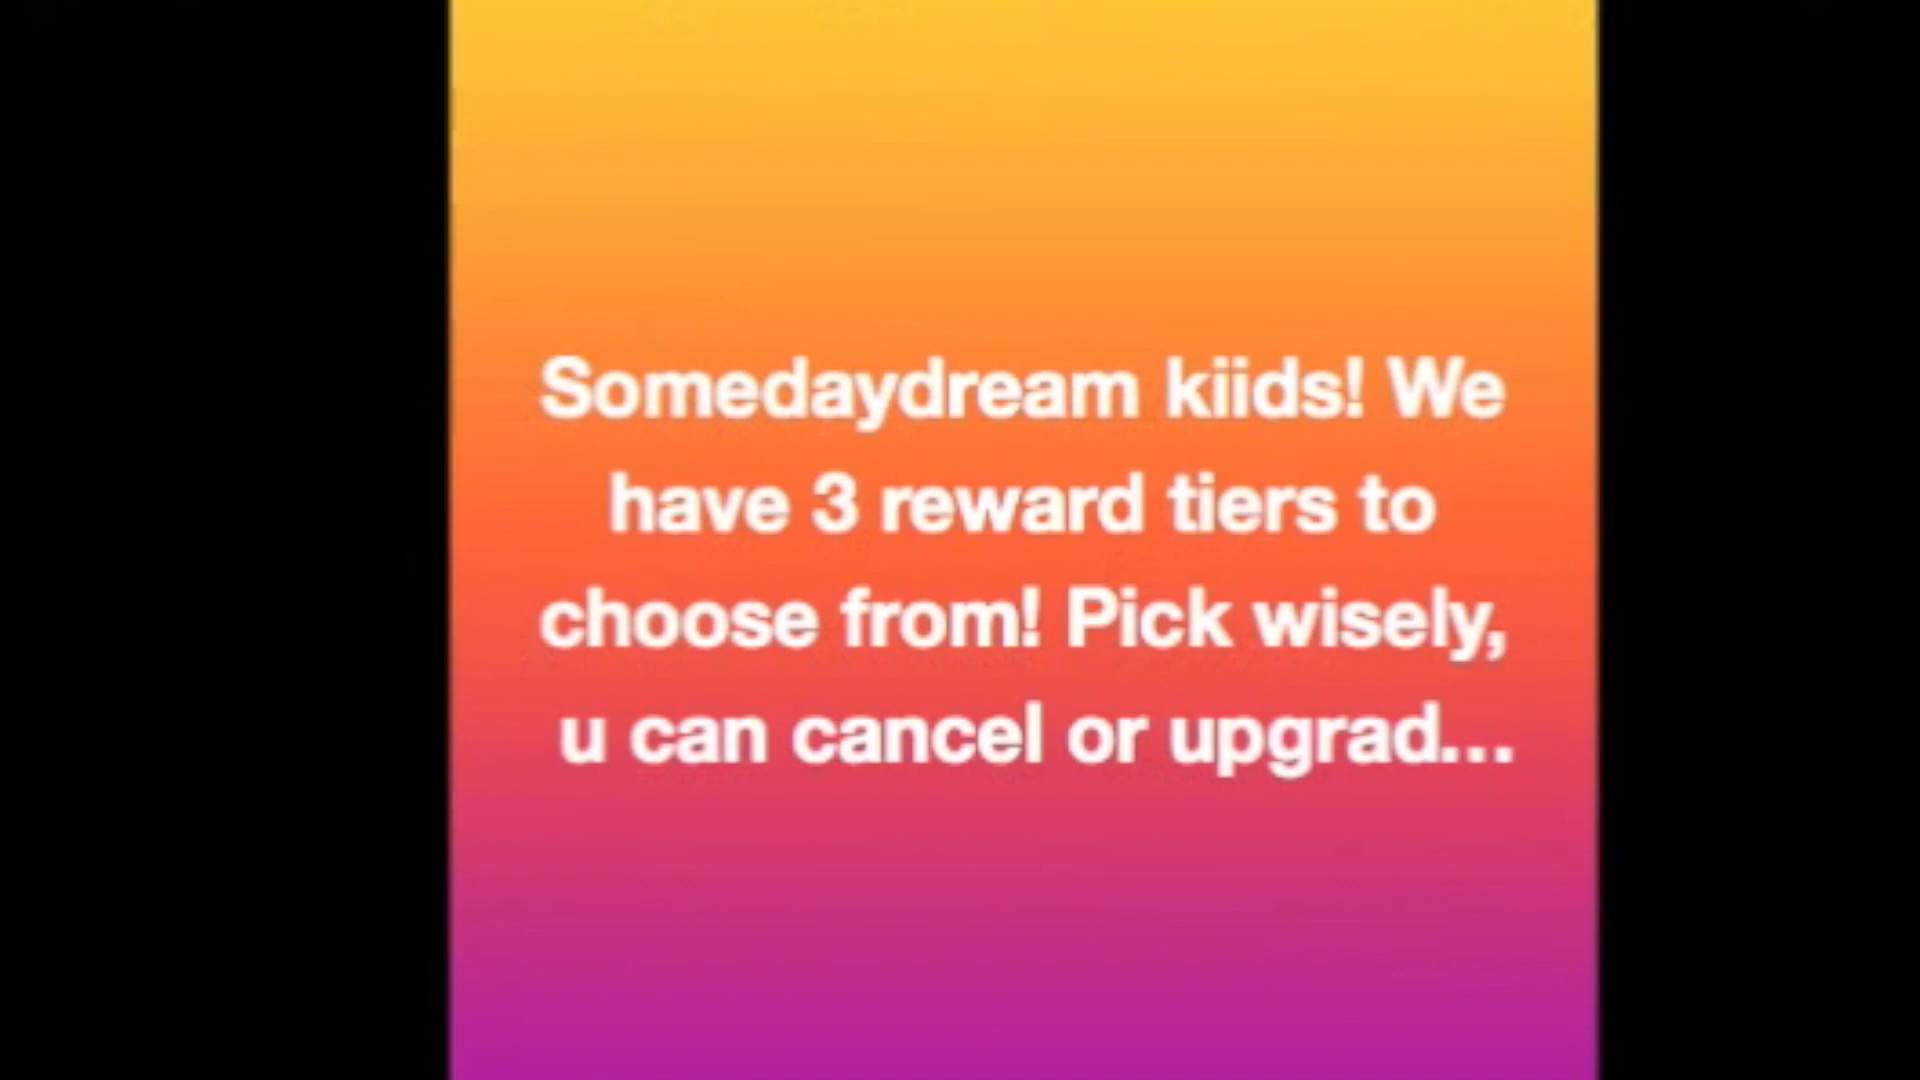 Somedaydream kiids! We
have 3 reward tiers to
choose from! Pick wisely,
u can cancel or upgrad...